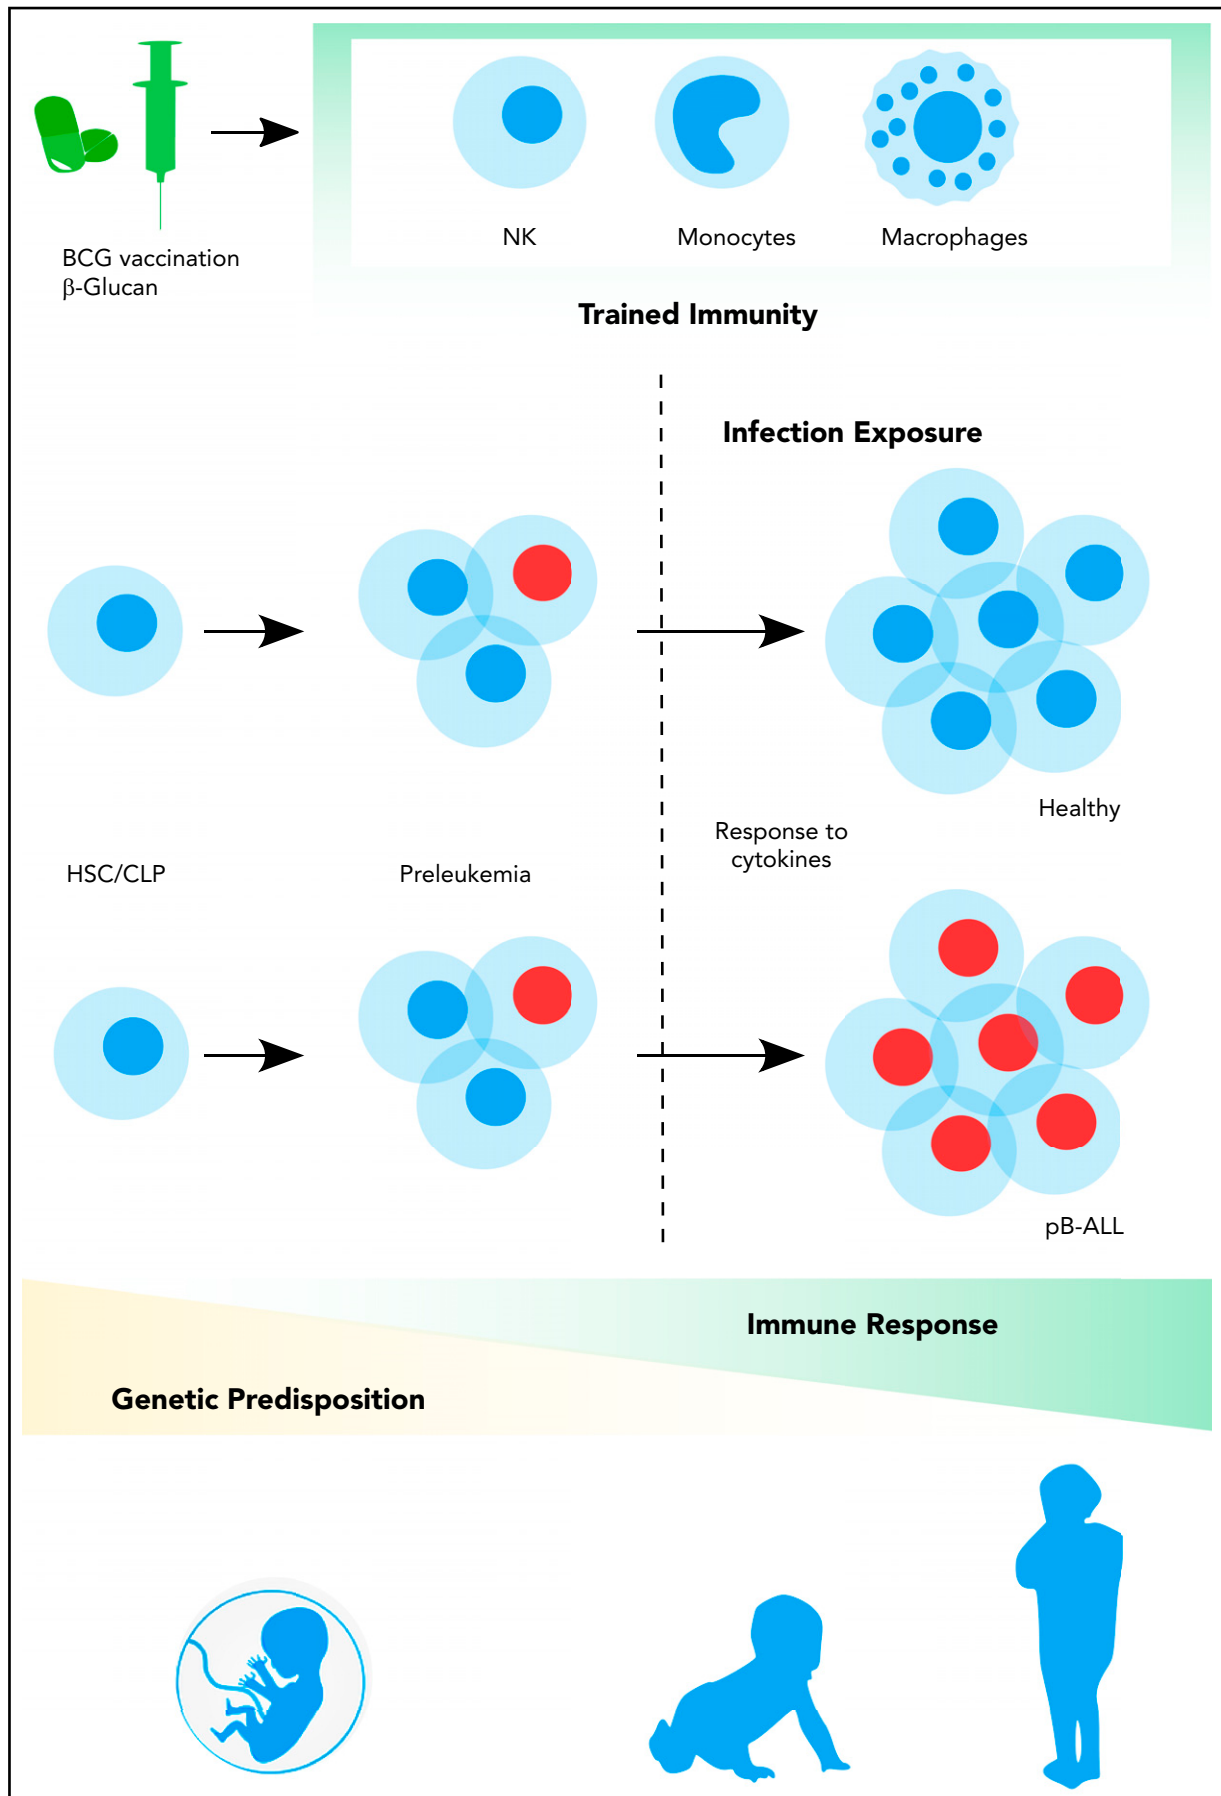 BCG vaccination
β-Glucan
NK
Monocytes
Macrophages
Trained Immunity
Infection Exposure
Healthy
Response to
cytokines
HSC/CLP
Preleukemia
pB-ALL
Immune Response
Genetic Predisposition